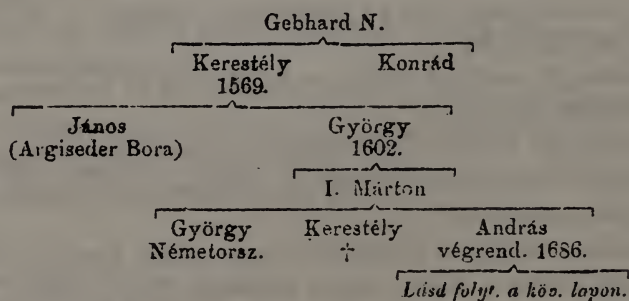 Gebhard N.
Kerestély Konrád
1569.
János György
(Argiseder Bora) 1602.
I. Márton
György Kerestély András
Németorsz. † végrend. 1686.
Lásd folyt. a köv. lapon.